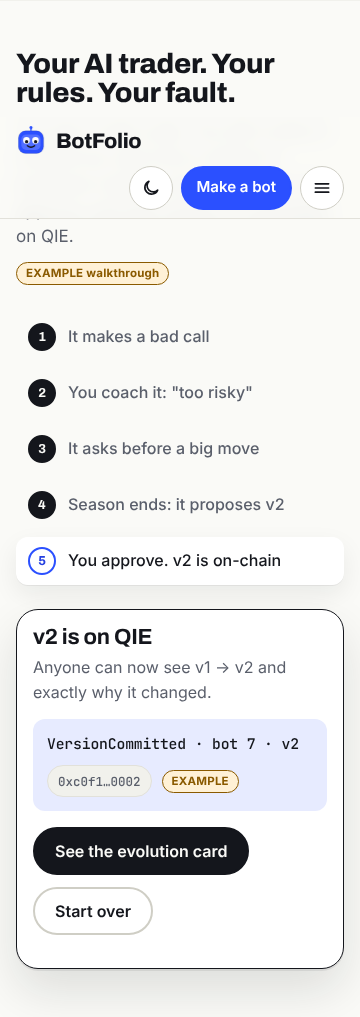 Your AI trader. Your
rules. Your fault.
BotFolio
Make a bot
on QIE.
EXAMPLE walkthrough
1 It makes a bad call
2 You coach it: "too risky"
3 It asks before a big move
4 Season ends: it proposes v2
5 You approve. v2 is on-chain
v2 is on QIE
Anyone can now see v1 → v2 and
exactly why it changed.
VersionCommitted · bot 7 · v2
0xc0f1…0002 EXAMPLE
See the evolution card
Start over